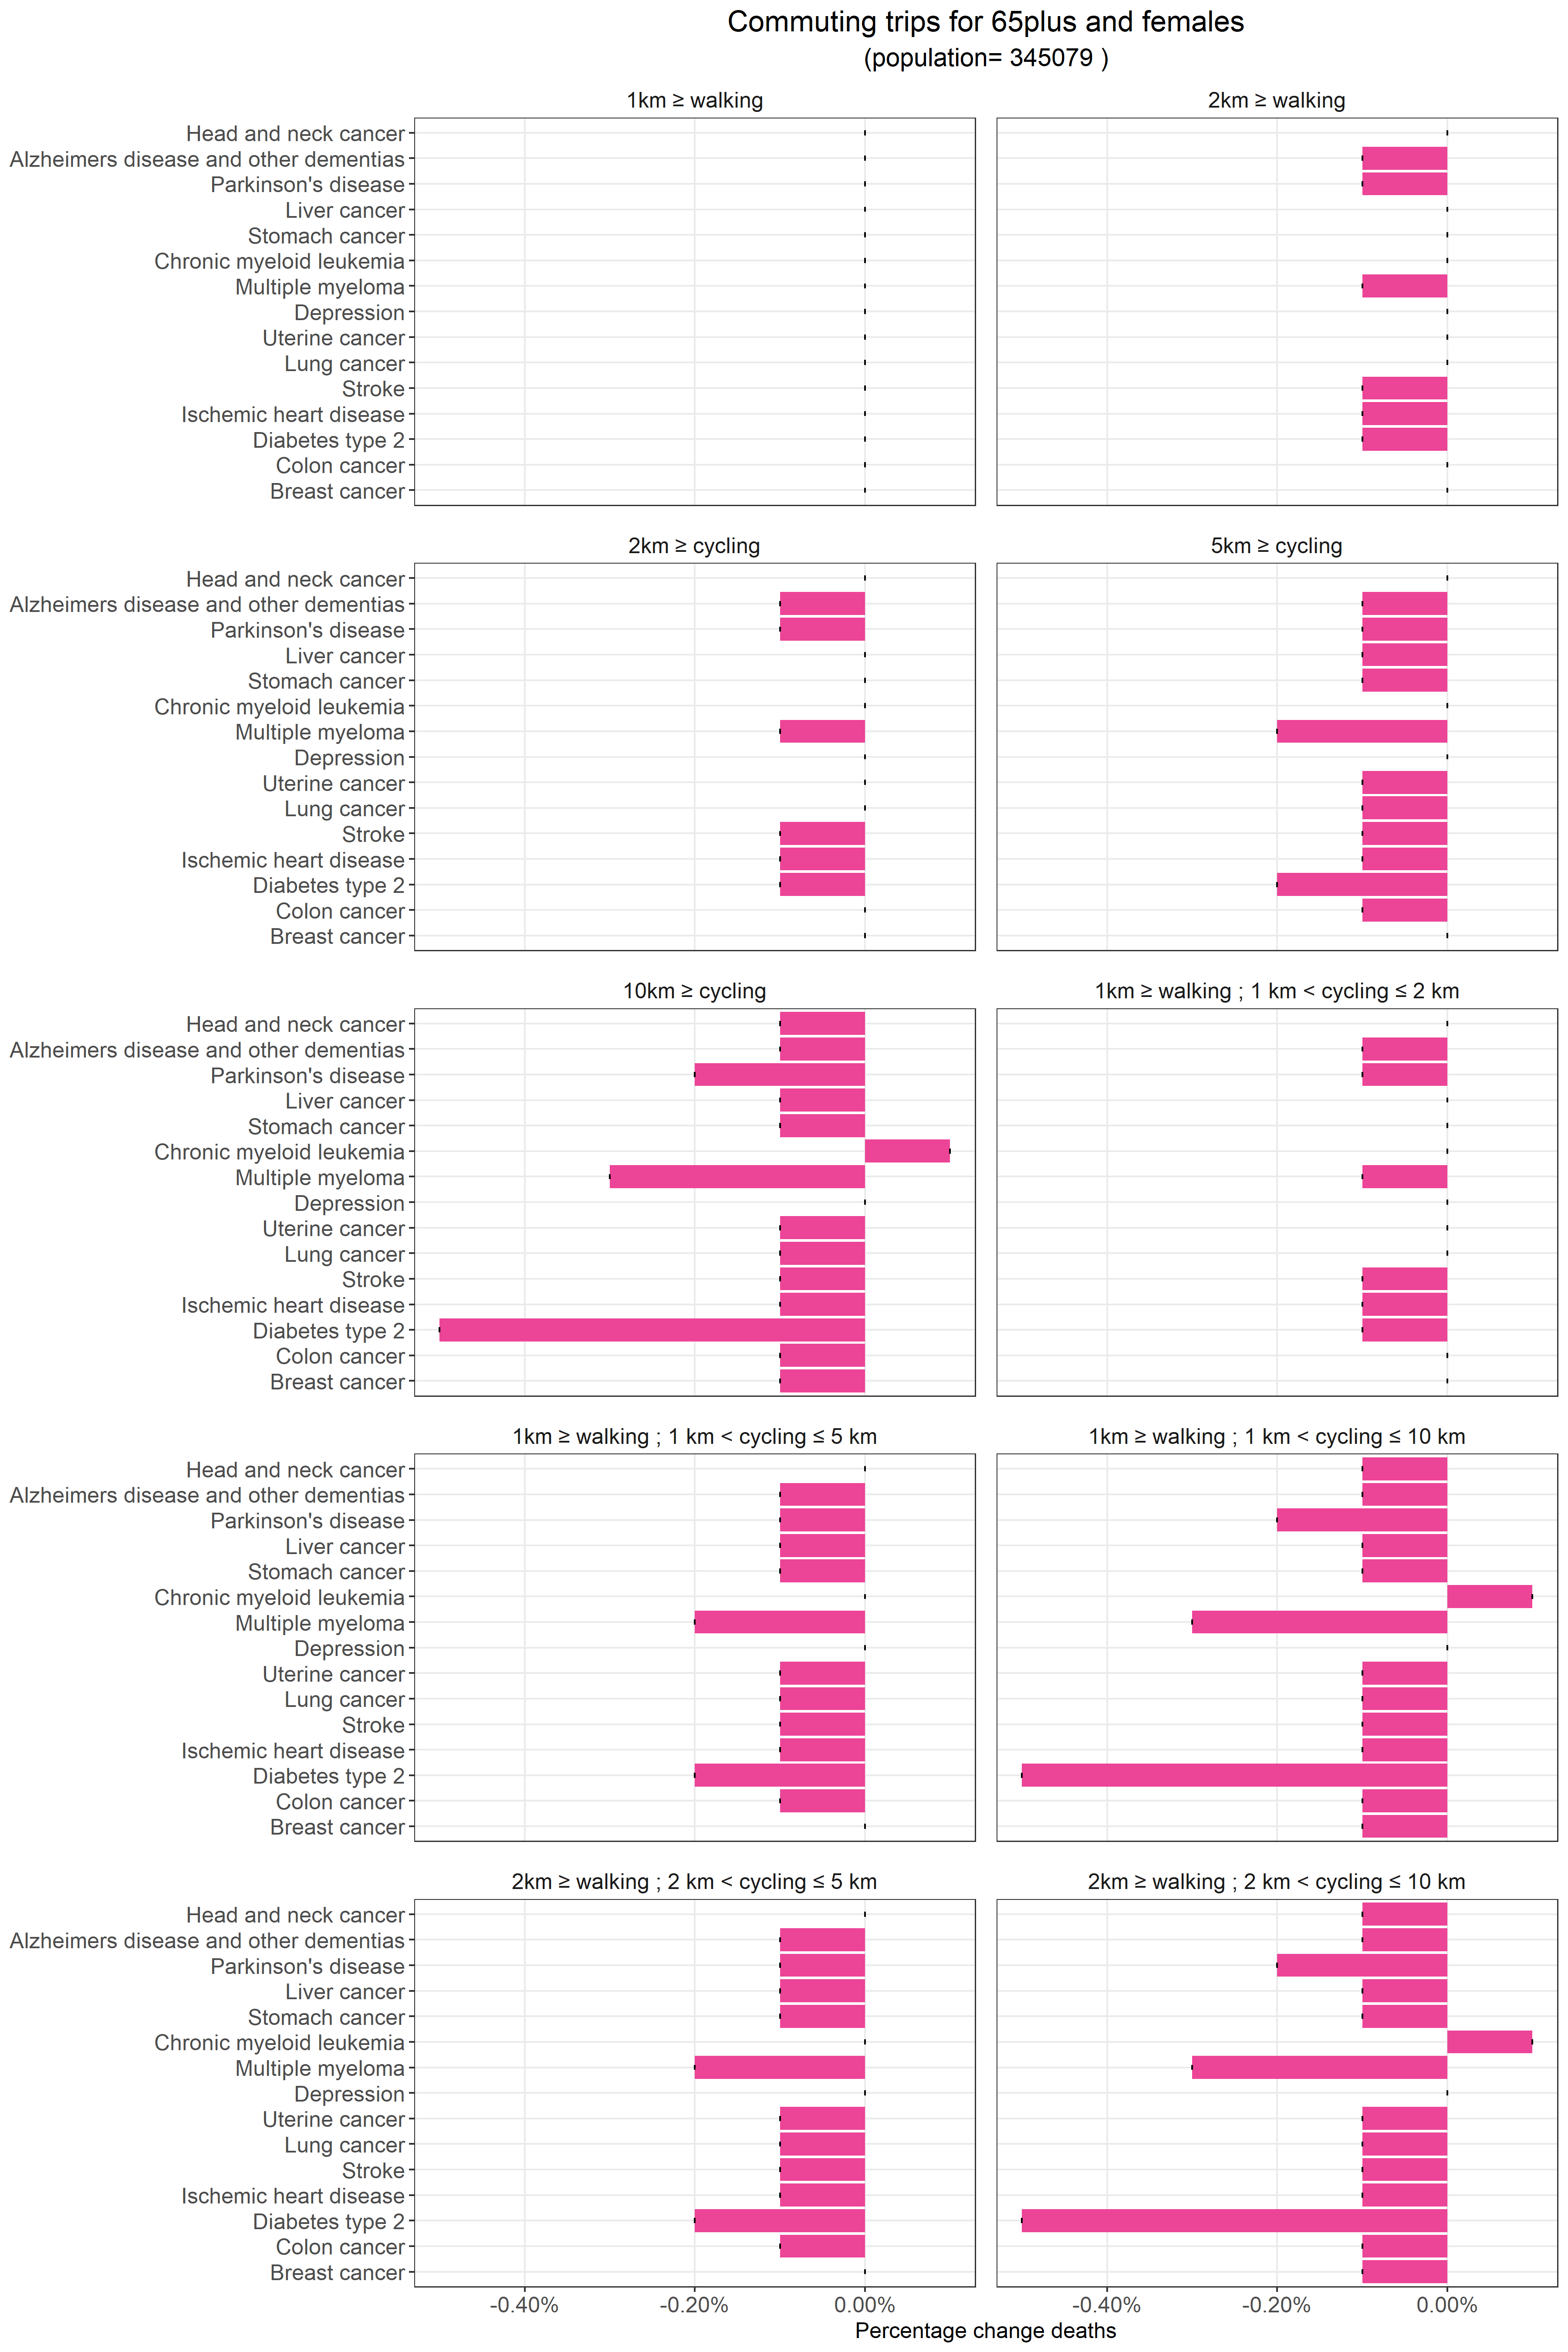 Commuting trips for 65plus and females
(population= 345079 )
1km ≥ walking
2km ≥ walking
Head and neck cancer
Alzheimers disease and other dementias
Parkinson's disease
Liver cancer
Stomach cancer
Chronic myeloid leukemia
Multiple myeloma
Depression
Uterine cancer
Lung cancer
Stroke
Ischemic heart disease
Diabetes type 2
Colon cancer
Breast cancer
2km ≥ cycling
5km ≥ cycling
Head and neck cancer
Alzheimers disease and other dementias
Parkinson's disease
Liver cancer
Stomach cancer
Chronic myeloid leukemia
Multiple myeloma
Depression
Uterine cancer
Lung cancer
Stroke
Ischemic heart disease
Diabetes type 2
Colon cancer
Breast cancer
10km ≥ cycling
1km ≥ walking ; 1 km < cycling ≤ 2 km
Head and neck cancer
Alzheimers disease and other dementias
Parkinson's disease
Liver cancer
Stomach cancer
Chronic myeloid leukemia
Multiple myeloma
Depression
Uterine cancer
Lung cancer
Stroke
Ischemic heart disease
Diabetes type 2
Colon cancer
Breast cancer
1km ≥ walking ; 1 km < cycling ≤ 5 km
1km ≥ walking ; 1 km < cycling ≤ 10 km
Head and neck cancer
Alzheimers disease and other dementias
Parkinson's disease
Liver cancer
Stomach cancer
Chronic myeloid leukemia
Multiple myeloma
Depression
Uterine cancer
Lung cancer
Stroke
Ischemic heart disease
Diabetes type 2
Colon cancer
Breast cancer
2km ≥ walking ; 2 km < cycling ≤ 5 km
2km ≥ walking ; 2 km < cycling ≤ 10 km
Head and neck cancer
Alzheimers disease and other dementias
Parkinson's disease
Liver cancer
Stomach cancer
Chronic myeloid leukemia
Multiple myeloma
Depression
Uterine cancer
Lung cancer
Stroke
Ischemic heart disease
Diabetes type 2
Colon cancer
Breast cancer
-0.40% -0.20% 0.00% -0.40% -0.20% 0.00%
Percentage change deaths